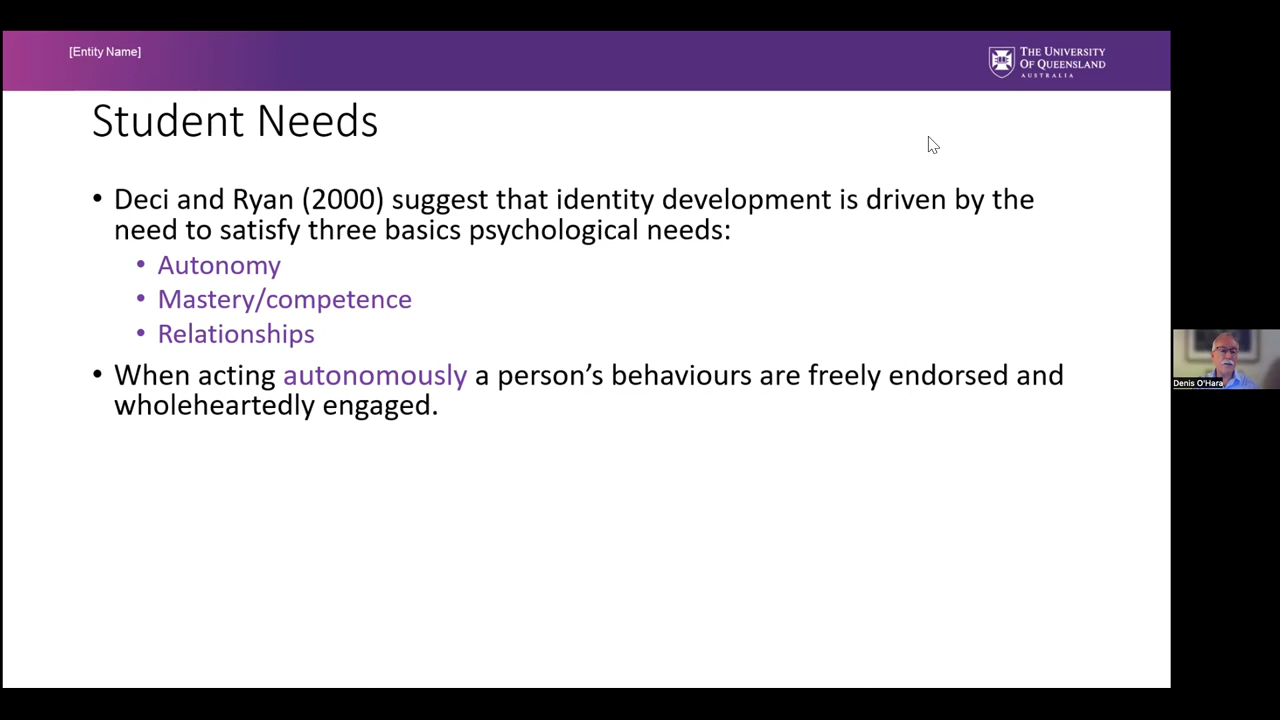 [Entity Name]
THE UNIVERSITY
OF QUEENSLAND
AUSTRALIA
Student Needs
• Deci and Ryan (2000) suggest that identity development is driven by the
need to satisfy three basics psychological needs:
• Autonomy
• Mastery/competence
• Relationships
• When acting autonomously a person’s behaviours are freely endorsed and
wholeheartedly engaged.
Denis O'Hara